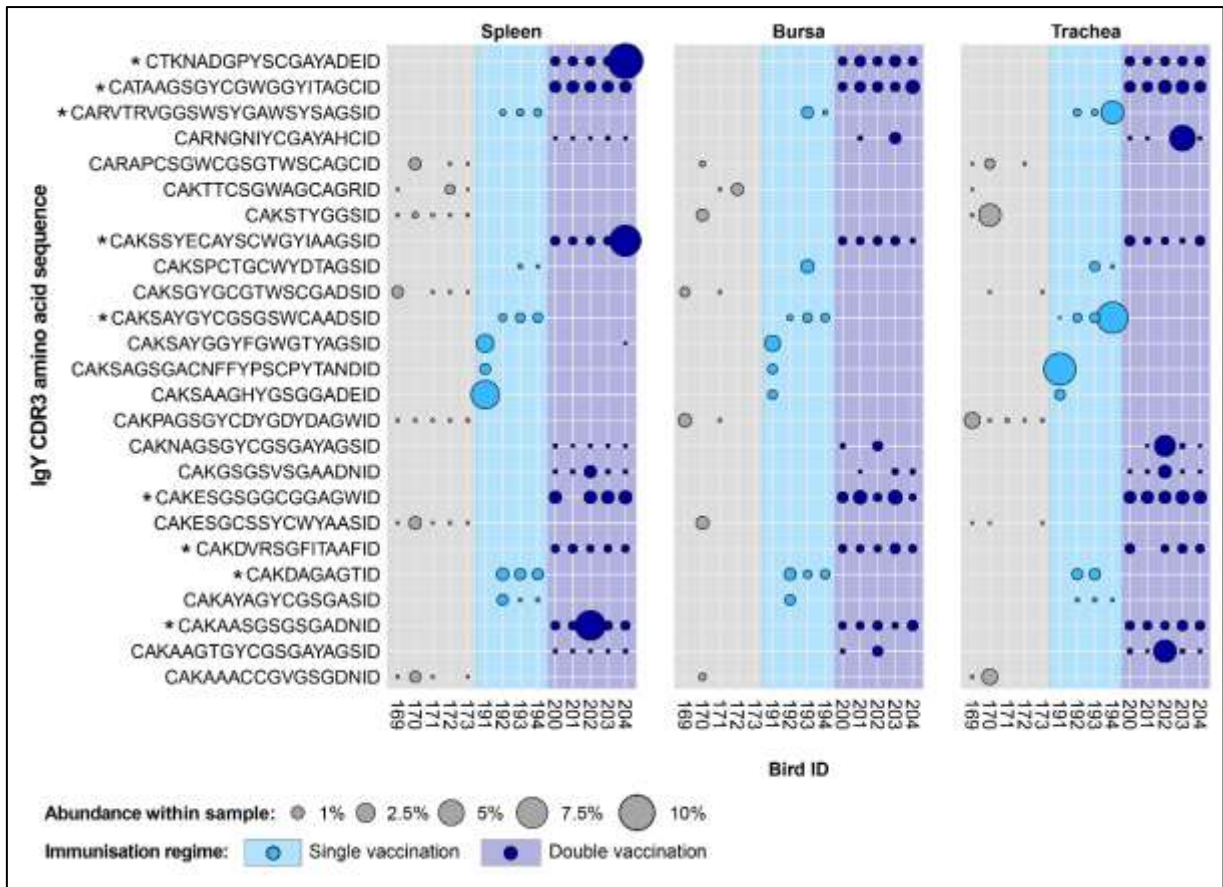 Spleen Bursa Trachea
IgY CDR3 amino acid sequence
* CTKNADGPYSCGAYADEID
* CATAAGSGYCGWGGYITAGCID
* CARVTRVGGSWSYGAWSYSAGSID
CARNGNIYCGAYAHCID
CARAPCSGWCGSGTWSCAGCID
CAKTTCSGWAGCAGRID
CAKSTYGGSID
* CAKSSYECAYSCWGYIAAGSID
CAKSPCTGCWYDTAGSID
CAKSGYGCGTWSCGADSID
* CAKSAYGYCGSGSWCAADSID
CAKSAYGGYFGWGTYAGSID
CAKSAGSGACNFFYPSCPYTANDID
CAKSAAGHYGSGGADEID
CAKPAGSGYCDYGDYDAGWID
CAKNAGSGYCGSGAYAGSID
CAKGSGSVSGAADNID
* CAKESGSGGCGGAGWID
CAKESGCSSYCWYAASID
* CAKDVRSGFITAAFID
* CAKDAGAGTID
CAKAYAGYCGSGASID
* CAKAASGSGSGADNID
CAKAAGTGYCGSGAYAGSID
CAKAAACCGVGSGDNID
169 170 171 172 173 191 192 193 194 200 201 202 203 204 169 170 171 172 173 191 192 193 194 200 201 202 203 204 169 170 171 172 173 191 192 193 194 200 201 202 203 204
Bird ID
Abundance within sample: 1% 2.5% 5% 7.5% 10%
Immunisation regime: Single vaccination Double vaccination